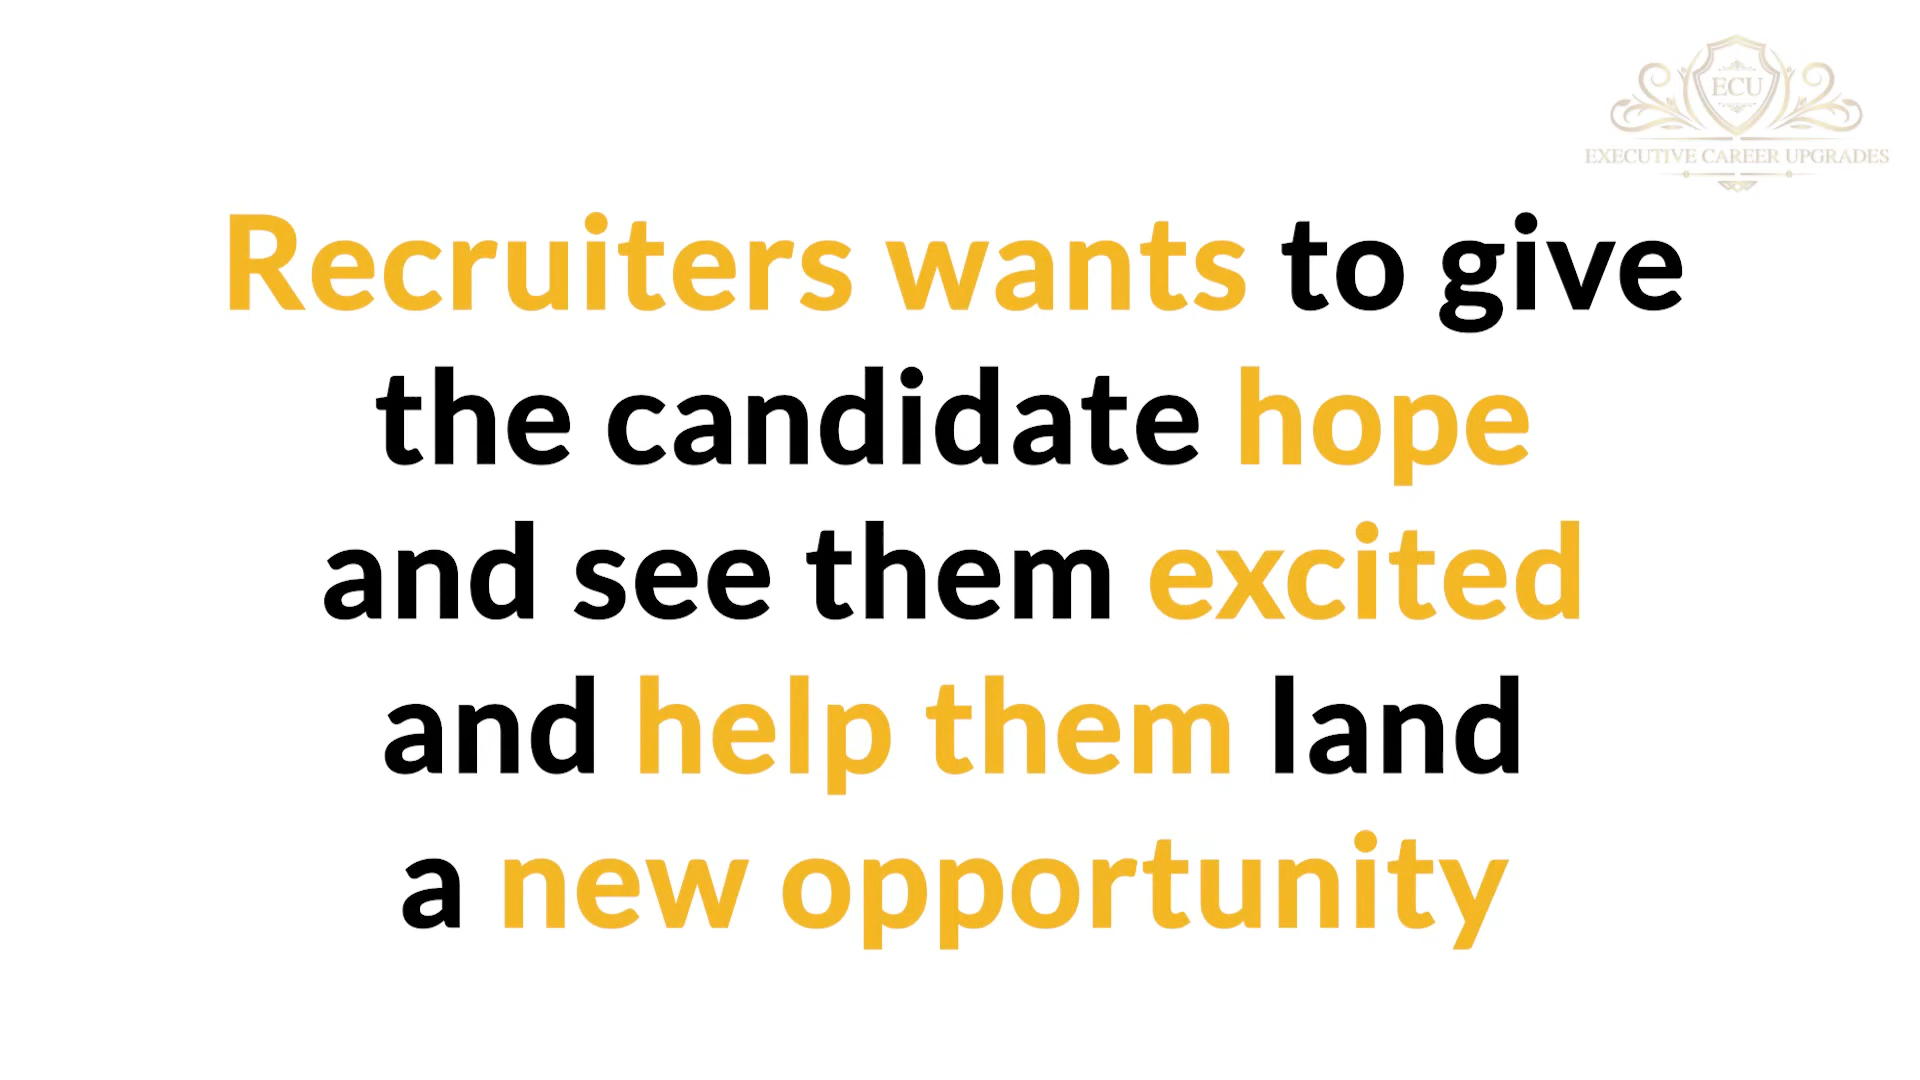 ECU
EXECUTIVE CAREER UPGRADES
Recruiters wants to give
the candidate hope
and see them excited
and help them land
a new opportunity